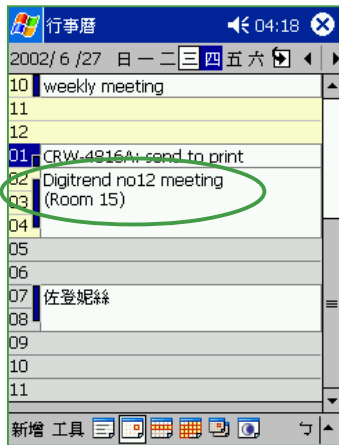 行事曆 04:18
2002/ 6 /27 日 一 二 三 四 五 六
10 weekly meeting
11
12
01 CRW-4816A: send to print
02 Digitrend no12 meeting
03 (Room 15)
04
05
06
07 佐登妮絲
08
09
10
11
新增 工具 ㄅ